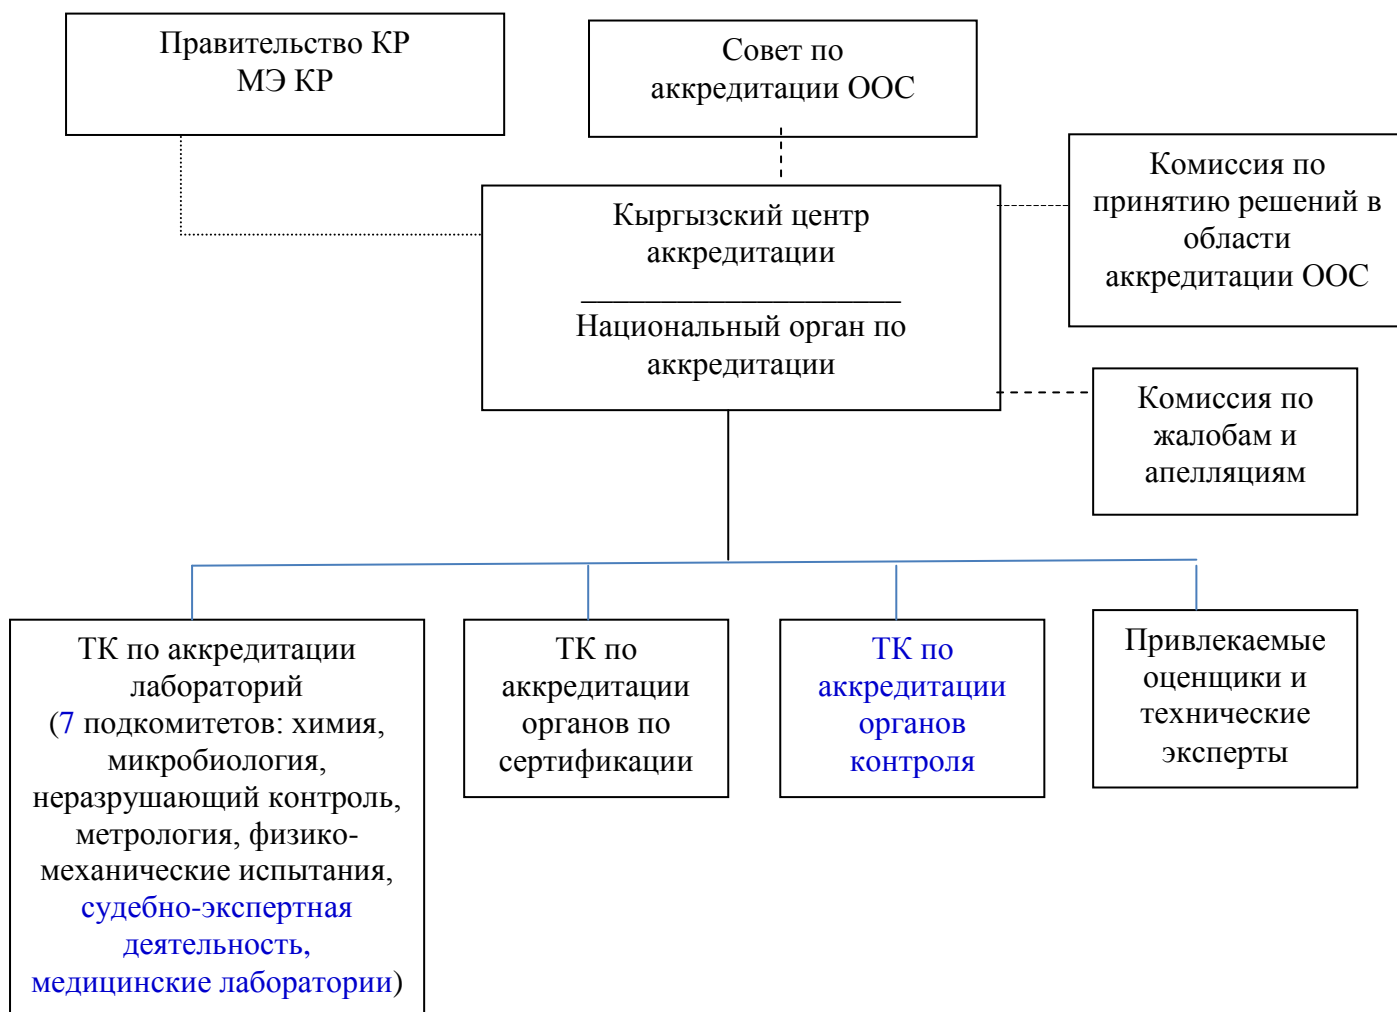 Правительство КР
МЭ КР
Совет по
аккредитации ООС
Комиссия по
принятию решений в
области
аккредитации ООС
Кыргызский центр
аккредитации
____________________
Национальный орган по
аккредитации
Комиссия по
жалобам и
апелляциям
ТК по аккредитации
лабораторий
(7 подкомитетов: химия,
микробиология,
неразрушающий контроль,
метрология, физико-
механические испытания,
судебно-экспертная
деятельность,
медицинские лаборатории)
ТК по
аккредитации
органов по
сертификации
ТК по
аккредитации
органов
контроля
Привлекаемые
оценщики и
технические
эксперты